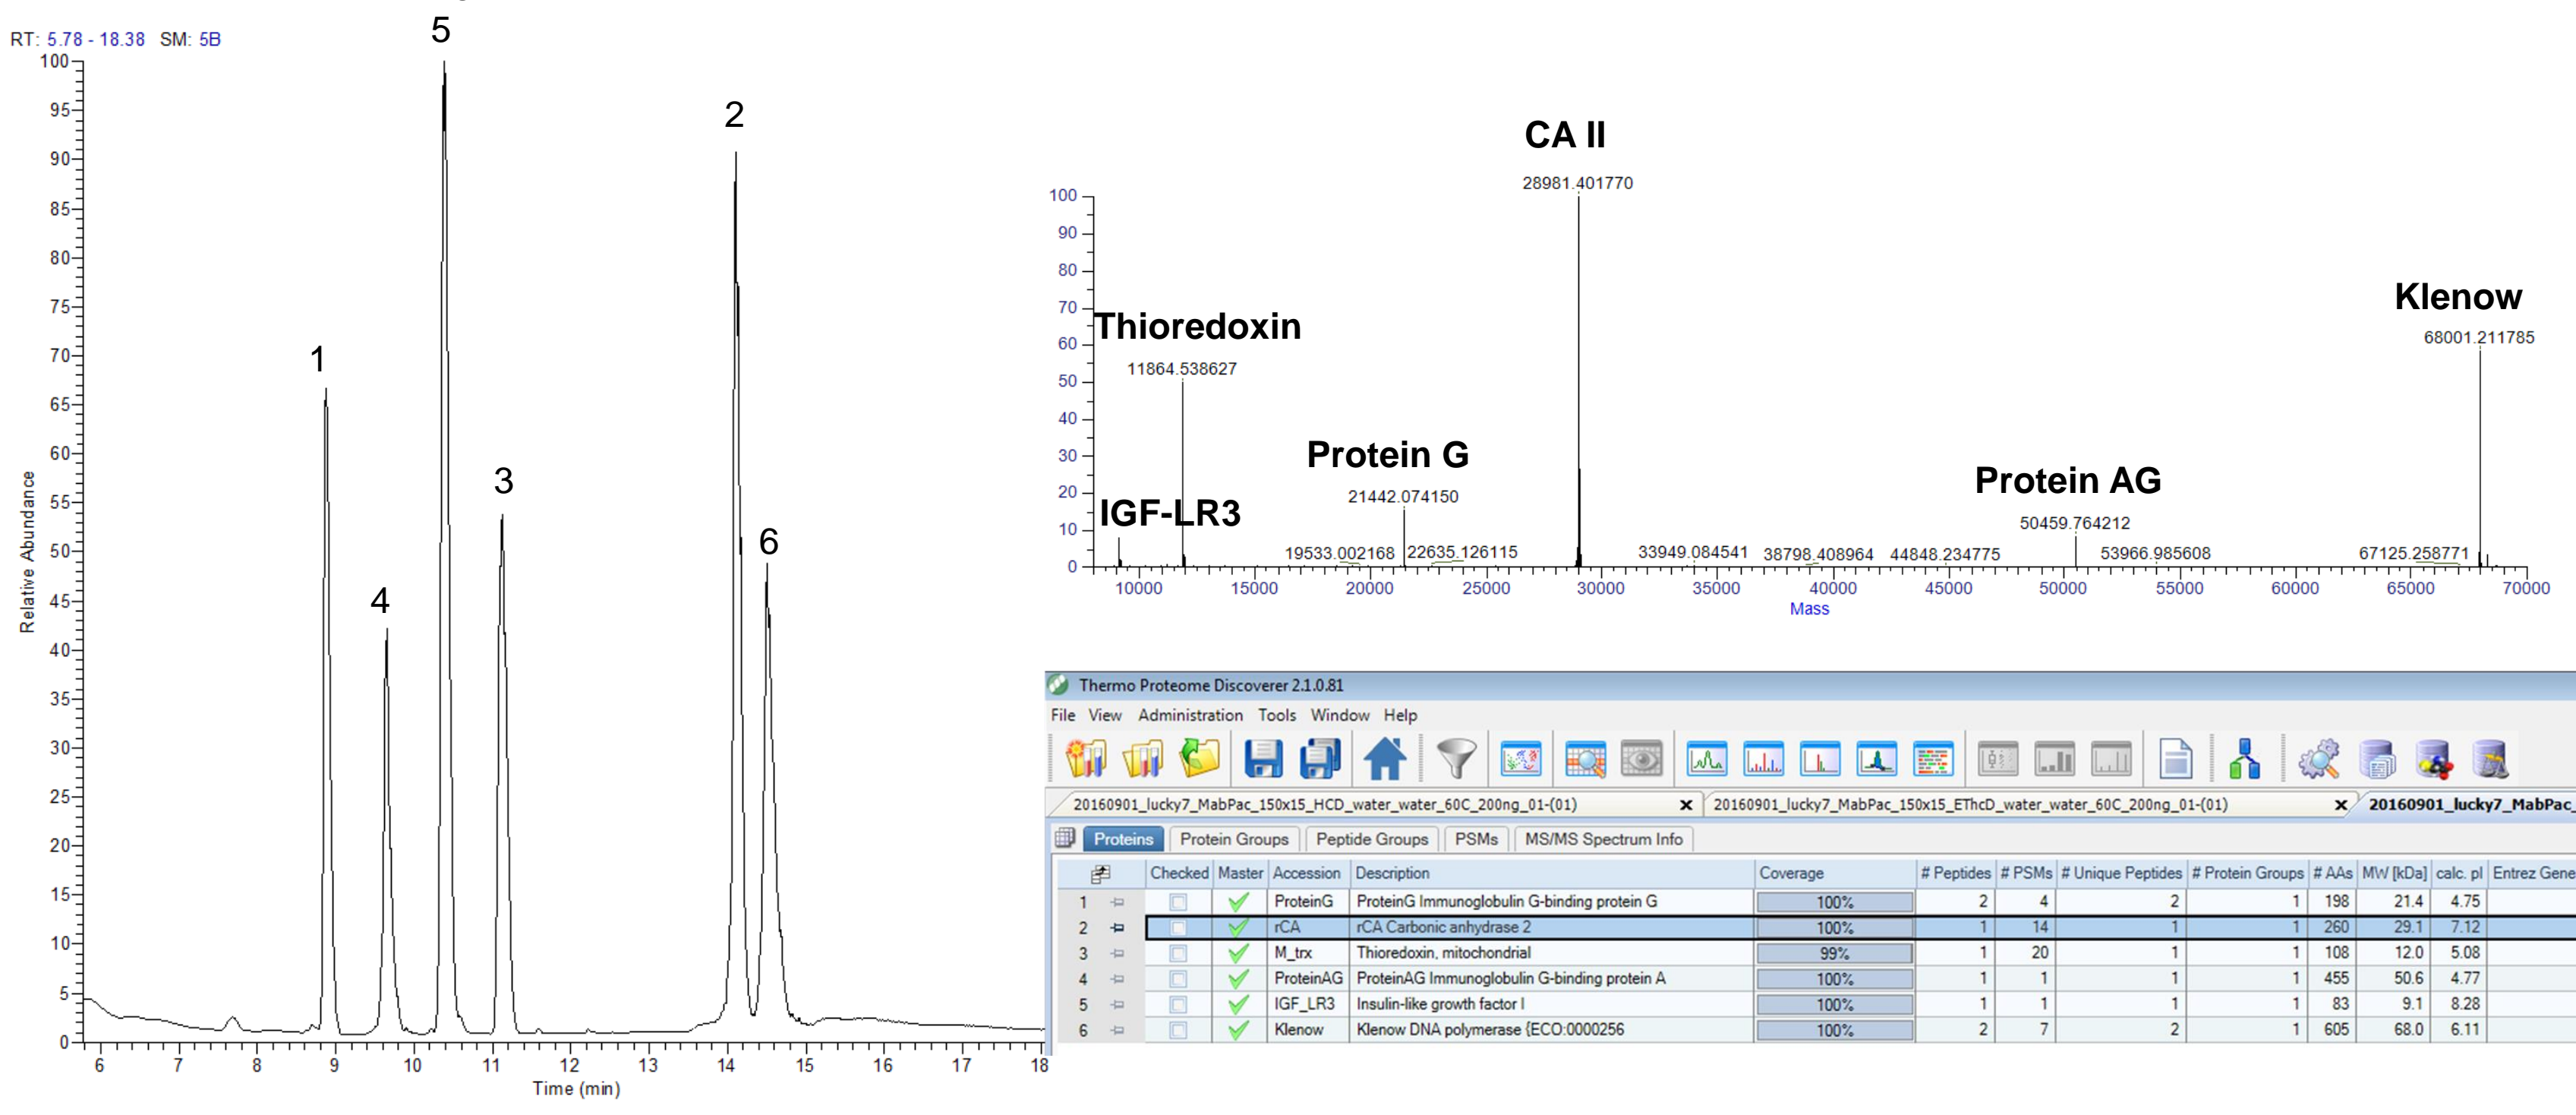 RT: 5.78 - 18.38 SM: 5B
5
2
1
6
3
4
100
95
90
85
80
75
70
65
60
55
50
45
40
35
30
25
20
15
10
5
0
Relative Abundance
6 7 8 9 10 11 12 13 14 15 16 17 18
Time (min)
CA II
28981.401770
Klenow
68001.211785
Thioredoxin
11864.538627
Protein G
21442.074150
Protein AG
50459.764212
IGF-LR3
19533.002168 22635.126115 33949.084541 38798.408964 44848.234775 53966.985608 67125.258771
100
90
80
70
60
50
40
30
20
10
0
10000 15000 20000 25000 30000 35000 40000 45000 50000 55000 60000 65000 70000
Mass
Thermo Proteome Discoverer 2.1.0.81
File View Administration Tools Window Help
20160901_lucky7_MabPac_150x15_HCD_water_water_60C_200ng_01-(01) x 20160901_lucky7_MabPac_150x15_EThcD_water_water_60C_200ng_01-(01) x 20160901_lucky7_MabPac_
Proteins Protein Groups Peptide Groups PSMs MS/MS Spectrum Info
Checked Master Accession Description Coverage # Peptides # PSMs # Unique Peptides # Protein Groups # AAs MW [kDa] calc. pI Entrez Gene
1 ProteinG ProteinG Immunoglobulin G-binding protein G 100% 2 4 2 1 198 21.4 4.75
2 rCA rCA Carbonic anhydrase 2 100% 1 14 1 1 260 29.1 7.12
3 M_trx Thioredoxin, mitochondrial 99% 1 20 1 1 108 12.0 5.08
4 ProteinAG ProteinAG Immunoglobulin G-binding protein A 100% 1 1 1 1 455 50.6 4.77
5 IGF_LR3 Insulin-like growth factor I 100% 1 1 1 1 83 9.1 8.28
6 Klenow Klenow DNA polymerase {ECO:0000256 100% 2 7 2 1 605 68.0 6.11